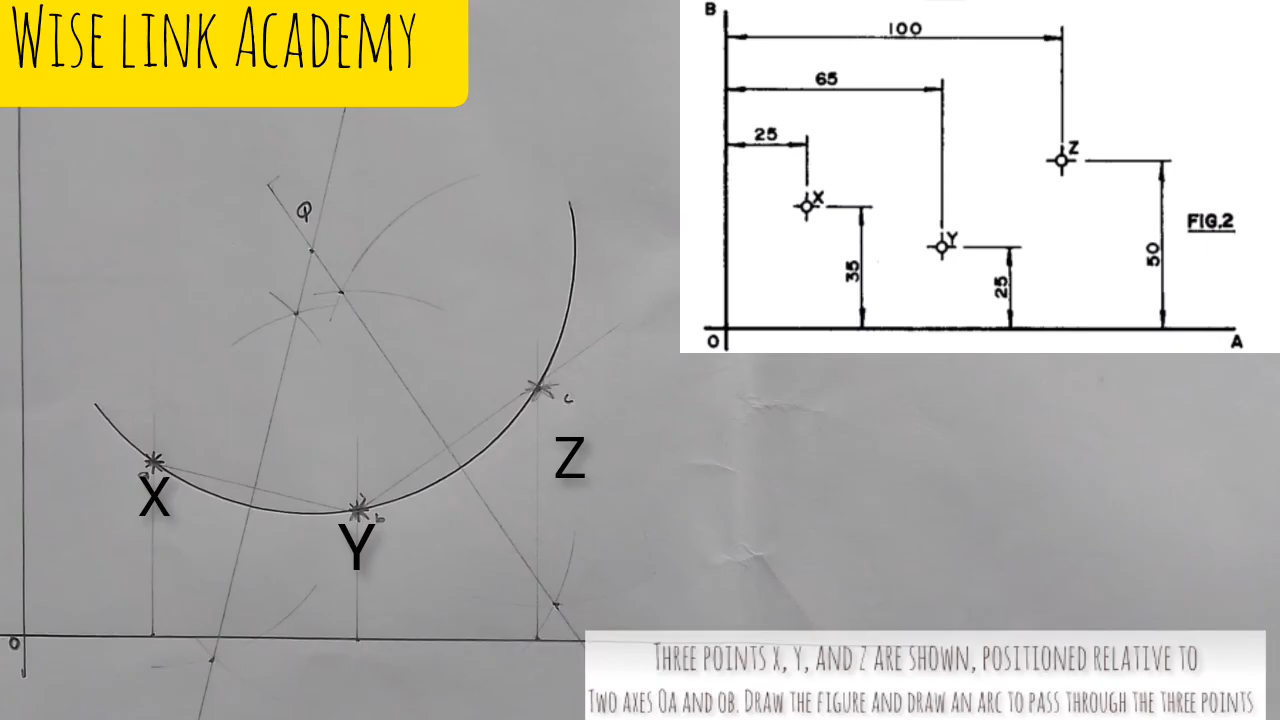 WISE LINK ACADEMY
B
100
65
25
Z
X
Y
FIG.2
35
25
50
O
A
Q
c
Z
a
X
b
Y
O
THREE POINTS X, Y, AND Z ARE SHOWN, POSITIONED RELATIVE TO
TWO AXES OA AND OB. DRAW THE FIGURE AND DRAW AN ARC TO PASS THROUGH THE THREE POINTS